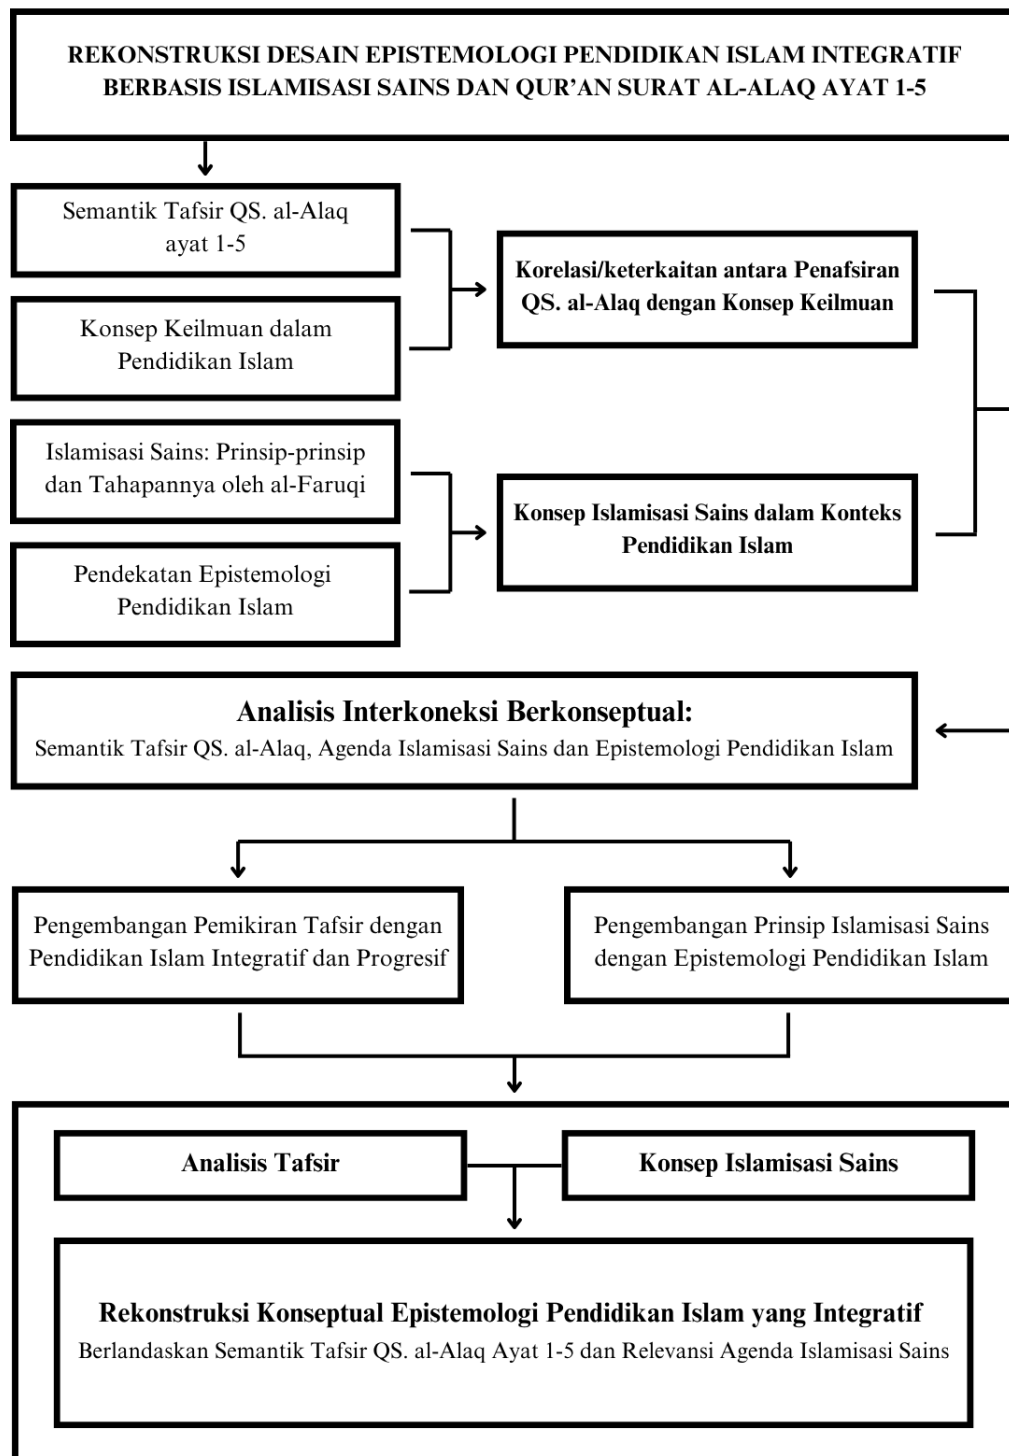 REKONSTRUKSI DESAIN EPISTEMOLOGI PENDIDIKAN ISLAM INTEGRATIF
BERBASIS ISLAMISASI SAINS DAN QUR’AN SURAT AL-ALAQ AYAT 1-5
Semantik Tafsir QS. al-Alaq
ayat 1-5
Konsep Keilmuan dalam
Pendidikan Islam
Korelasi/keterkaitan antara Penafsiran
QS. al-Alaq dengan Konsep Keilmuan
Islamisasi Sains: Prinsip-prinsip
dan Tahapannya oleh al-Faruqi
Pendekatan Epistemologi
Pendidikan Islam
Konsep Islamisasi Sains dalam Konteks
Pendidikan Islam
Analisis Interkoneksi Berkonseptual:
Semantik Tafsir QS. al-Alaq, Agenda Islamisasi Sains dan Epistemologi Pendidikan Islam
Pengembangan Pemikiran Tafsir dengan
Pendidikan Islam Integratif dan Progresif
Pengembangan Prinsip Islamisasi Sains
dengan Epistemologi Pendidikan Islam
Analisis Tafsir
Konsep Islamisasi Sains
Rekonstruksi Konseptual Epistemologi Pendidikan Islam yang Integratif
Berlandaskan Semantik Tafsir QS. al-Alaq Ayat 1-5 dan Relevansi Agenda Islamisasi Sains